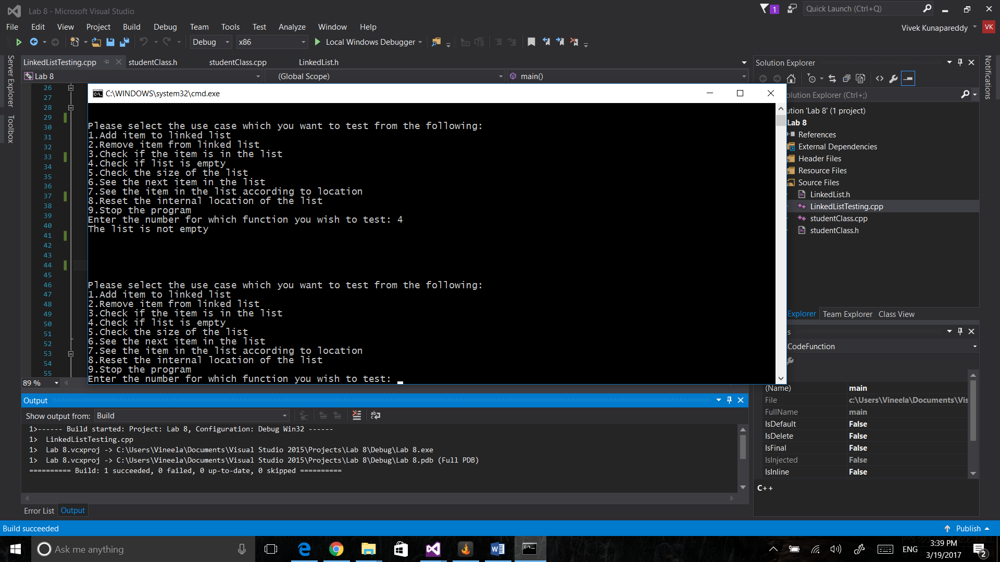 Lab 8 - Microsoft Visual Studio
1
Quick Launch (Ctrl+Q)
File Edit View Project Build Debug Team Tools Test Analyze Window Help
Vivek Kunapareddy VK
Debug x86 Local Windows Debugger
Server Explorer
Toolbox
LinkedListTesting.cpp studentClass.h studentClass.cpp LinkedList.h
Lab 8 (Global Scope) main()
26
27
28
29
30
31
32
33
34
35
36
37
38
39
40
41
42
43
44
45
46
47
48
49
50
51
52
53
54
55
89 %
C:\WINDOWS\system32\cmd.exe
Please select the use case which you want to test from the following:
1.Add item to linked list
2.Remove item from linked list
3.Check if the item is in the list
4.Check if list is empty
5.Check the size of the list
6.See the next item in the list
7.See the item in the list according to location
8.Reset the internal location of the list
9.Stop the program
Enter the number for which function you wish to test: 4
The list is not empty
Please select the use case which you want to test from the following:
1.Add item to linked list
2.Remove item from linked list
3.Check if the item is in the list
4.Check if list is empty
5.Check the size of the list
6.See the next item in the list
7.See the item in the list according to location
8.Reset the internal location of the list
9.Stop the program
Enter the number for which function you wish to test:
Solution Explorer
Notifications
olution Explorer (Ctrl+;)
ution 'Lab 8' (1 project)
Lab 8
References
External Dependencies
Header Files
Resource Files
Source Files
LinkedList.h
LinkedListTesting.cpp
studentClass.cpp
studentClass.h
Explorer Team Explorer Class View
s
CodeFunction
(Name) main
File c:\Users\Vineela\Documents\Vis
FullName main
IsDefault False
IsDelete False
IsFinal False
IsInjected False
IsInline False
C++
Output
Show output from: Build
1>------ Build started: Project: Lab 8, Configuration: Debug Win32 ------
1> LinkedListTesting.cpp
1> Lab 8.vcxproj -> C:\Users\Vineela\Documents\Visual Studio 2015\Projects\Lab 8\Debug\Lab 8.exe
1> Lab 8.vcxproj -> C:\Users\Vineela\Documents\Visual Studio 2015\Projects\Lab 8\Debug\Lab 8.pdb (Full PDB)
========== Build: 1 succeeded, 0 failed, 0 up-to-date, 0 skipped ==========
Error List Output
Build succeeded
Publish
Ask me anything
ENG
3:39 PM
3/19/2017
2